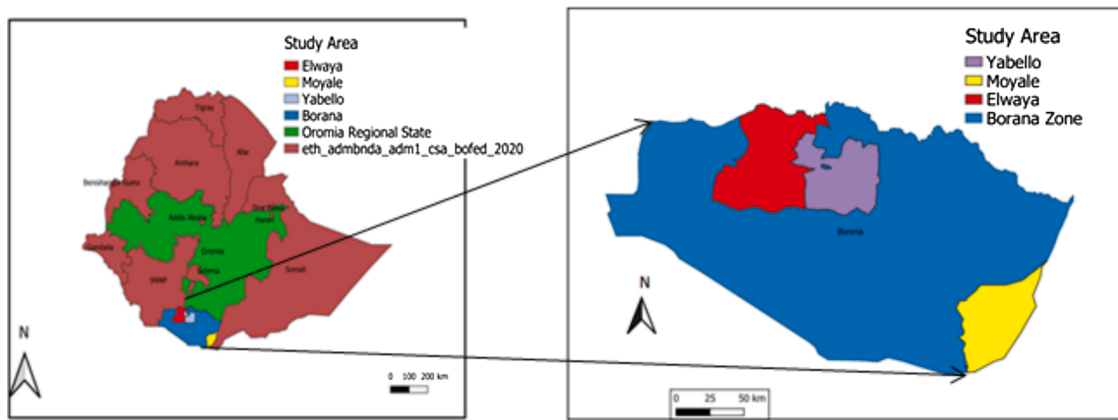 Study Area
Elwaya
Moyale
Yabello
Borana
Oromia Regional State
eth_admbnda_adm1_csa_bofed_2020
Tigray
Afar
Amhara
Benishangul Gumz
Dire Dawa
Harari
Addis Ababa
Gambela
Oromia
Sidama
Somali
SNNP
N
0 100 200 km
Study Area
Yabello
Moyale
Elwaya
Borana Zone
Borena
N
0 25 50 km